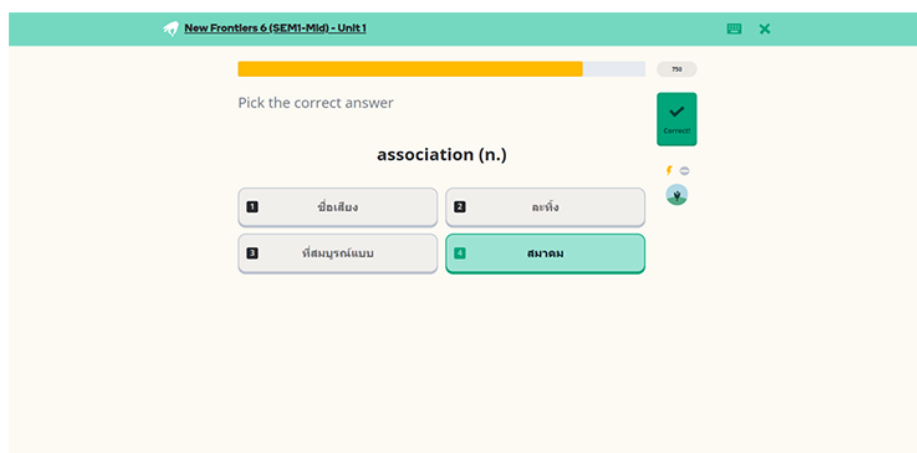 New Frontiers 6 (SEM1-Mid) - Unit 1
750
Pick the correct answer
Correct!
association (n.)
1 ชื่อเสียง
2 ละทิ้ง
3 ที่สมบูรณ์แบบ
4 สมาคม